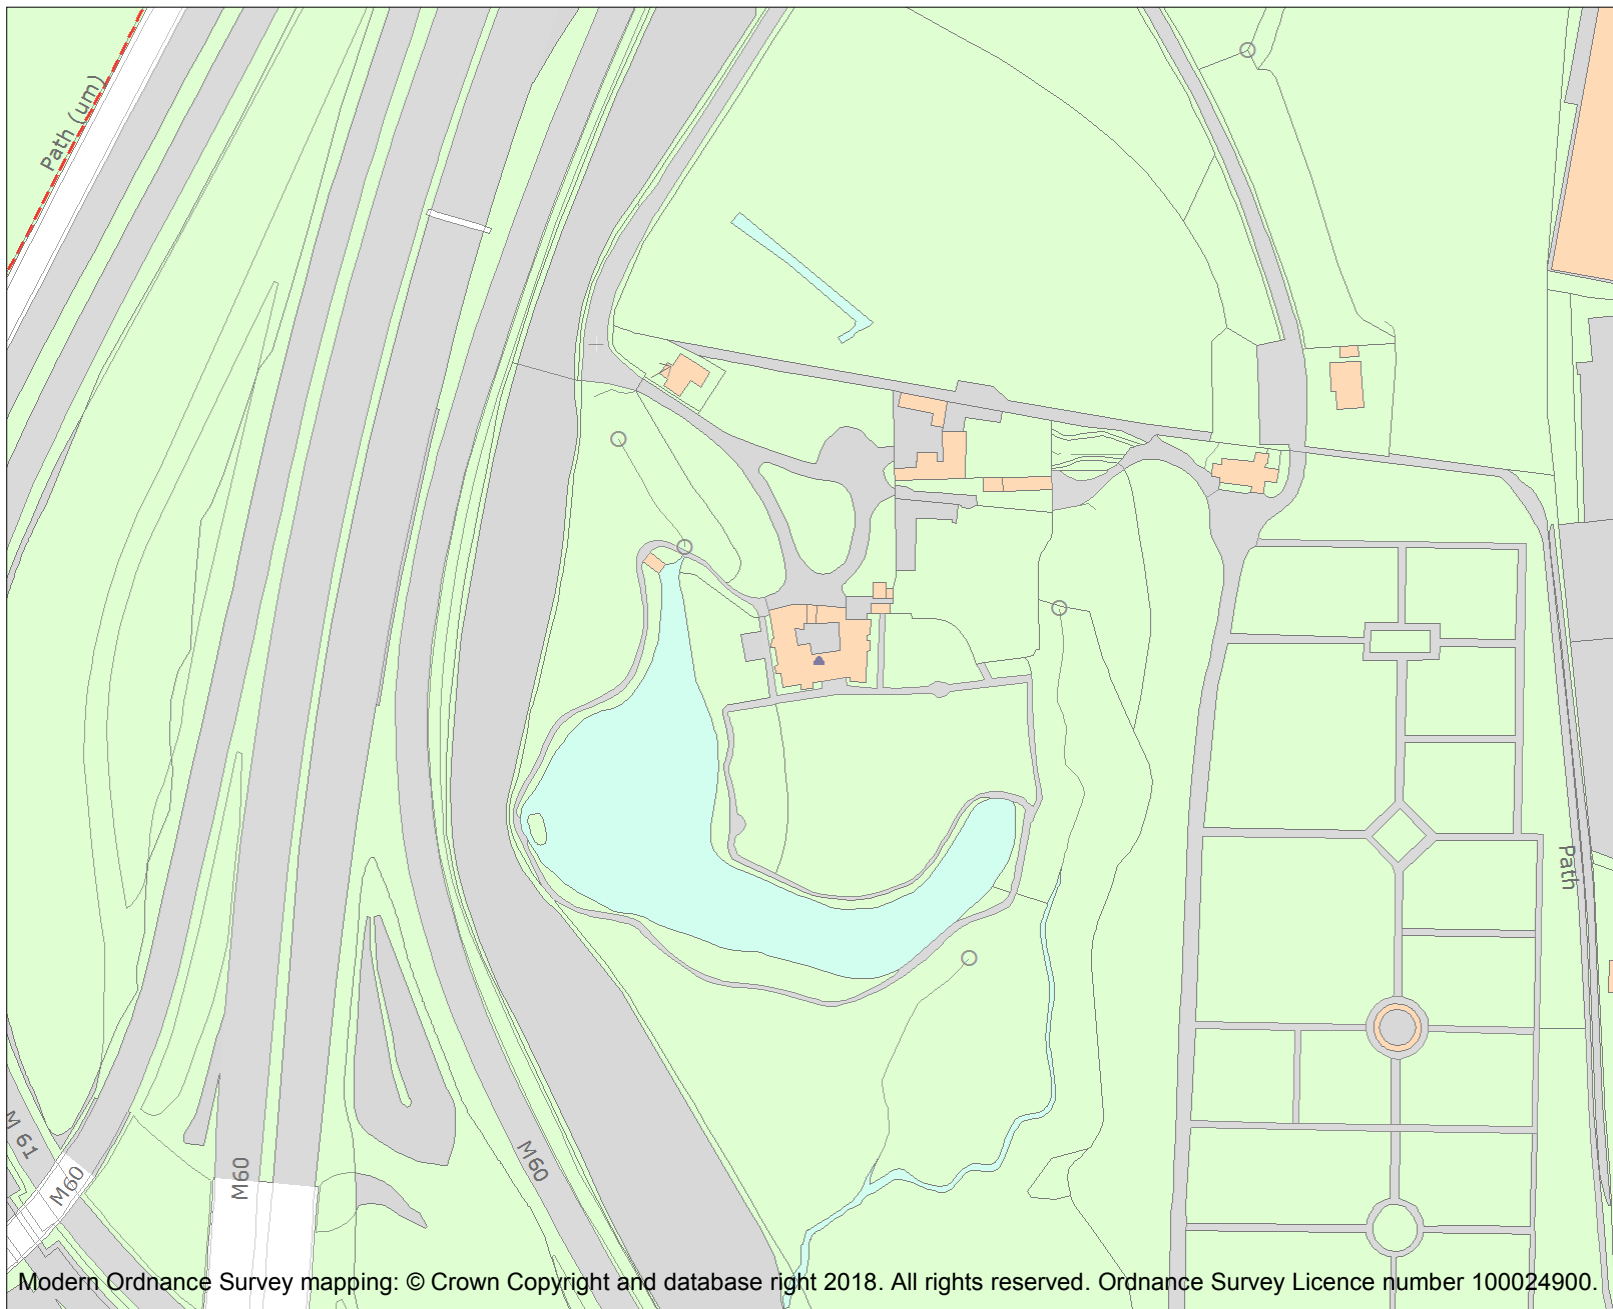 Path (um)
Path
M 61
M60
M60
M60
Modern Ordnance Survey mapping: © Crown Copyright and database right 2018. All rights reserved. Ordnance Survey Licence number 100024900.